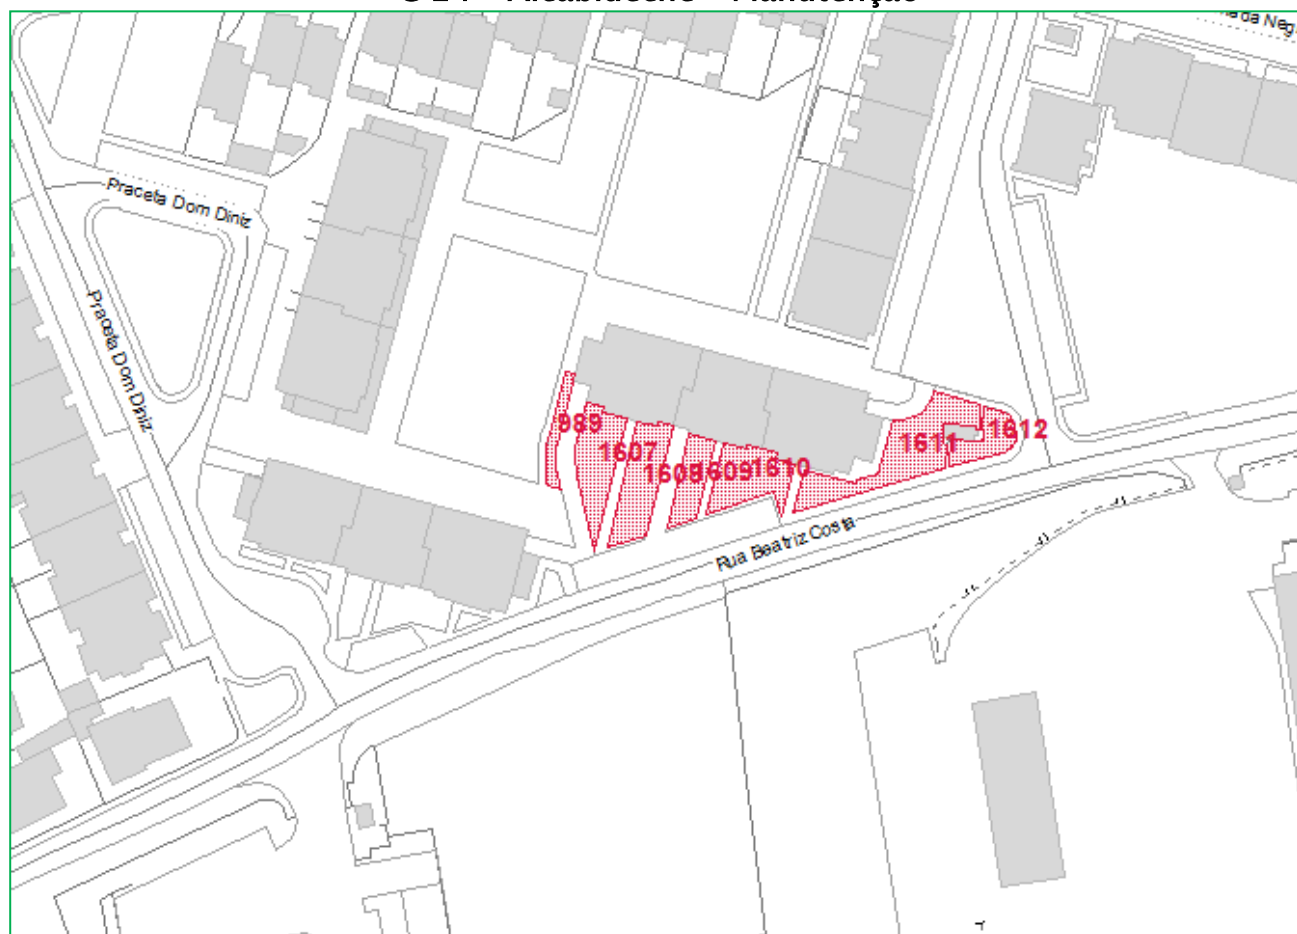 Praceta Dom Diniz
Praceta Dom Diniz
989
1607
1608
1609
1610
1611
1612
Rua Beatriz Costa